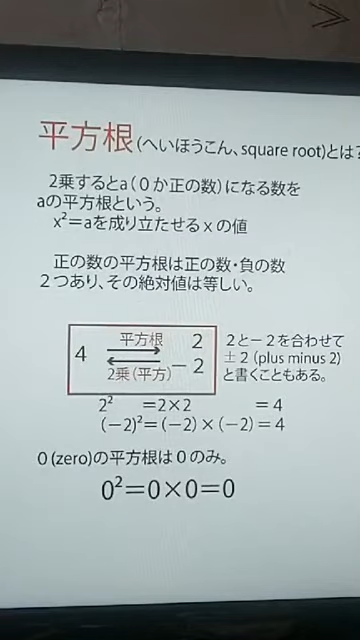 平方根(へいほうこん、square root)とは?
2乗するとa(0か正の数)になる数を
aの平方根という。
x²=aを成り立たせるxの値
正の数の平方根は正の数・負の数
2つあり、その絶対値は等しい。
平方根
4
2
-2
2乗(平方)
2と-2を合わせて
±2(plus minus 2)
と書くこともある。
2² =2×2 =4
(-2)²=(-2)×(-2)=4
0(zero)の平方根は0のみ。
0²=0×0=0